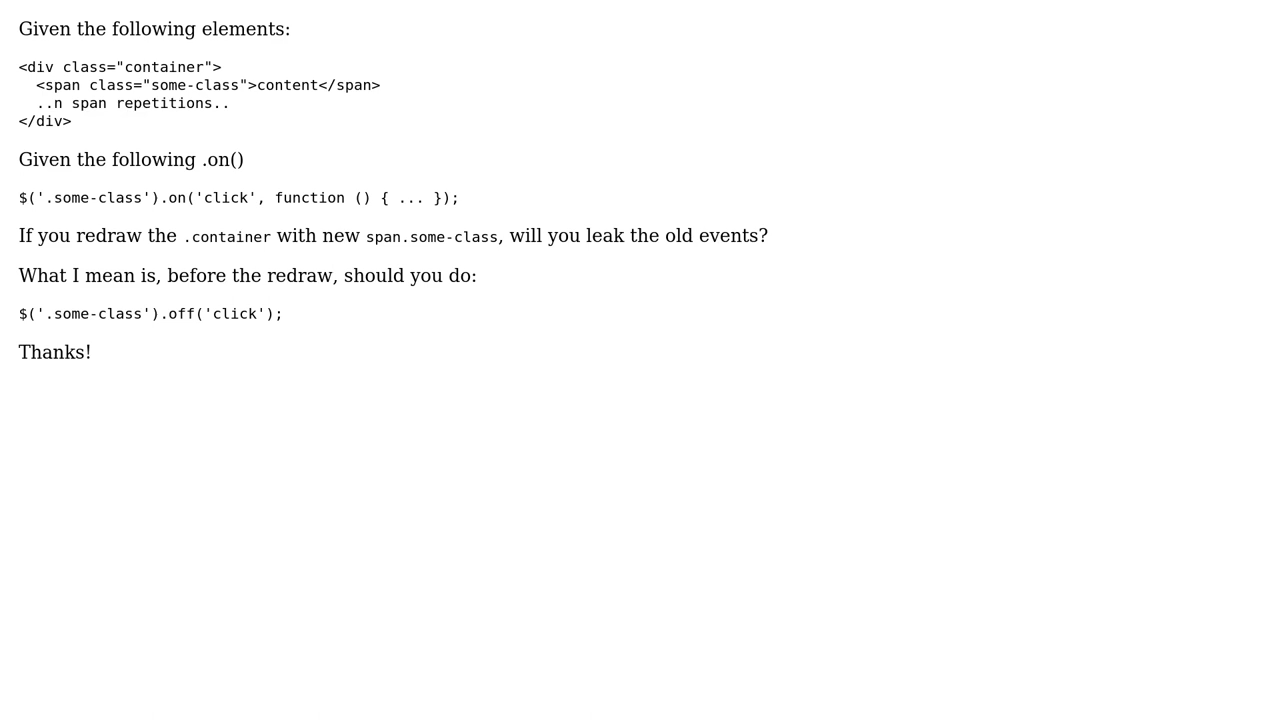 Given the following elements:
<div class="container">
  <span class="some-class">content</span>
  ..n span repetitions..
</div>
Given the following .on()
$('.some-class').on('click', function () { ... });
If you redraw the .container with new span.some-class, will you leak the old events?
What I mean is, before the redraw, should you do:
$('.some-class').off('click');
Thanks!